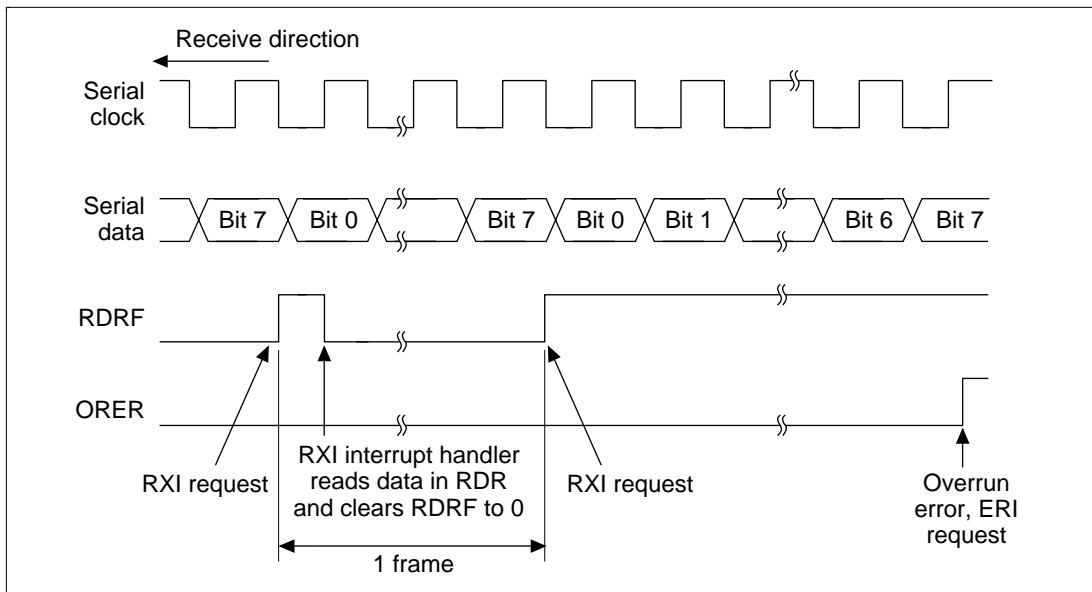 Receive direction
Serial
clock
Serial
data
Bit 7
Bit 0
Bit 7
Bit 0
Bit 1
Bit 6
Bit 7
RDRF
ORER
RXI request
RXI interrupt handler
reads data in RDR
and clears RDRF to 0
RXI request
Overrun
error, ERI
request
1 frame